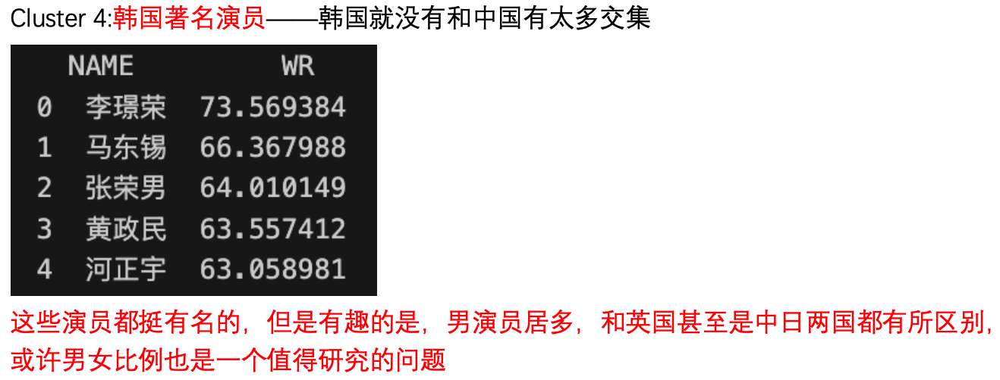 Cluster 4:韩国著名演员——韩国就没有和中国有太多交集
NAME WR
0 李璟荣 73.569384
1 马东锡 66.367988
2 张荣男 64.010149
3 黄政民 63.557412
4 河正宇 63.058981
这些演员都挺有名的，但是有趣的是，男演员居多，和英国甚至是中日两国都有所区别，
或许男女比例也是一个值得研究的问题